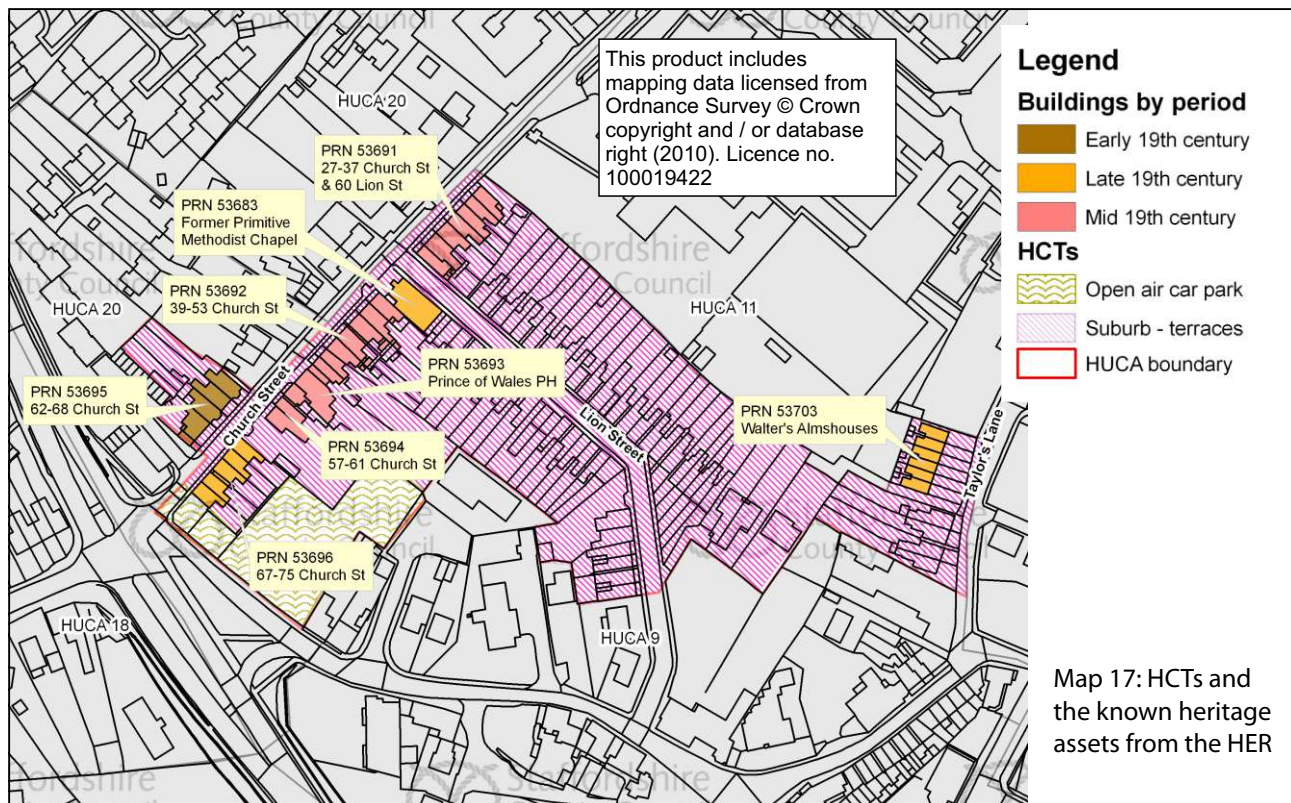 County Council
HUCA 20
This product includes
mapping data licensed from
Ordnance Survey © Crown
copyright and / or database
right (2010). Licence no.
100019422
Legend
Buildings by period
Early 19th century
Late 19th century
Mid 19th century
HCTs
Open air car park
Suburb - terraces
HUCA boundary
PRN 53691
27-37 Church St
& 60 Lion St
PRN 53683
Former Primitive
Methodist Chapel
PRN 53692
39-53 Church St
HUCA 20
HUCA 11
PRN 53693
Prince of Wales PH
PRN 53695
62-68 Church St
Church Street
PRN 53694
57-61 Church St
Lion Street
PRN 53703
Walter's Almshouses
Taylor's Lane
PRN 53696
67-75 Church St
HUCA 18
HUCA 9
Staffordshire
Map 17: HCTs and
the known heritage
assets from the HER